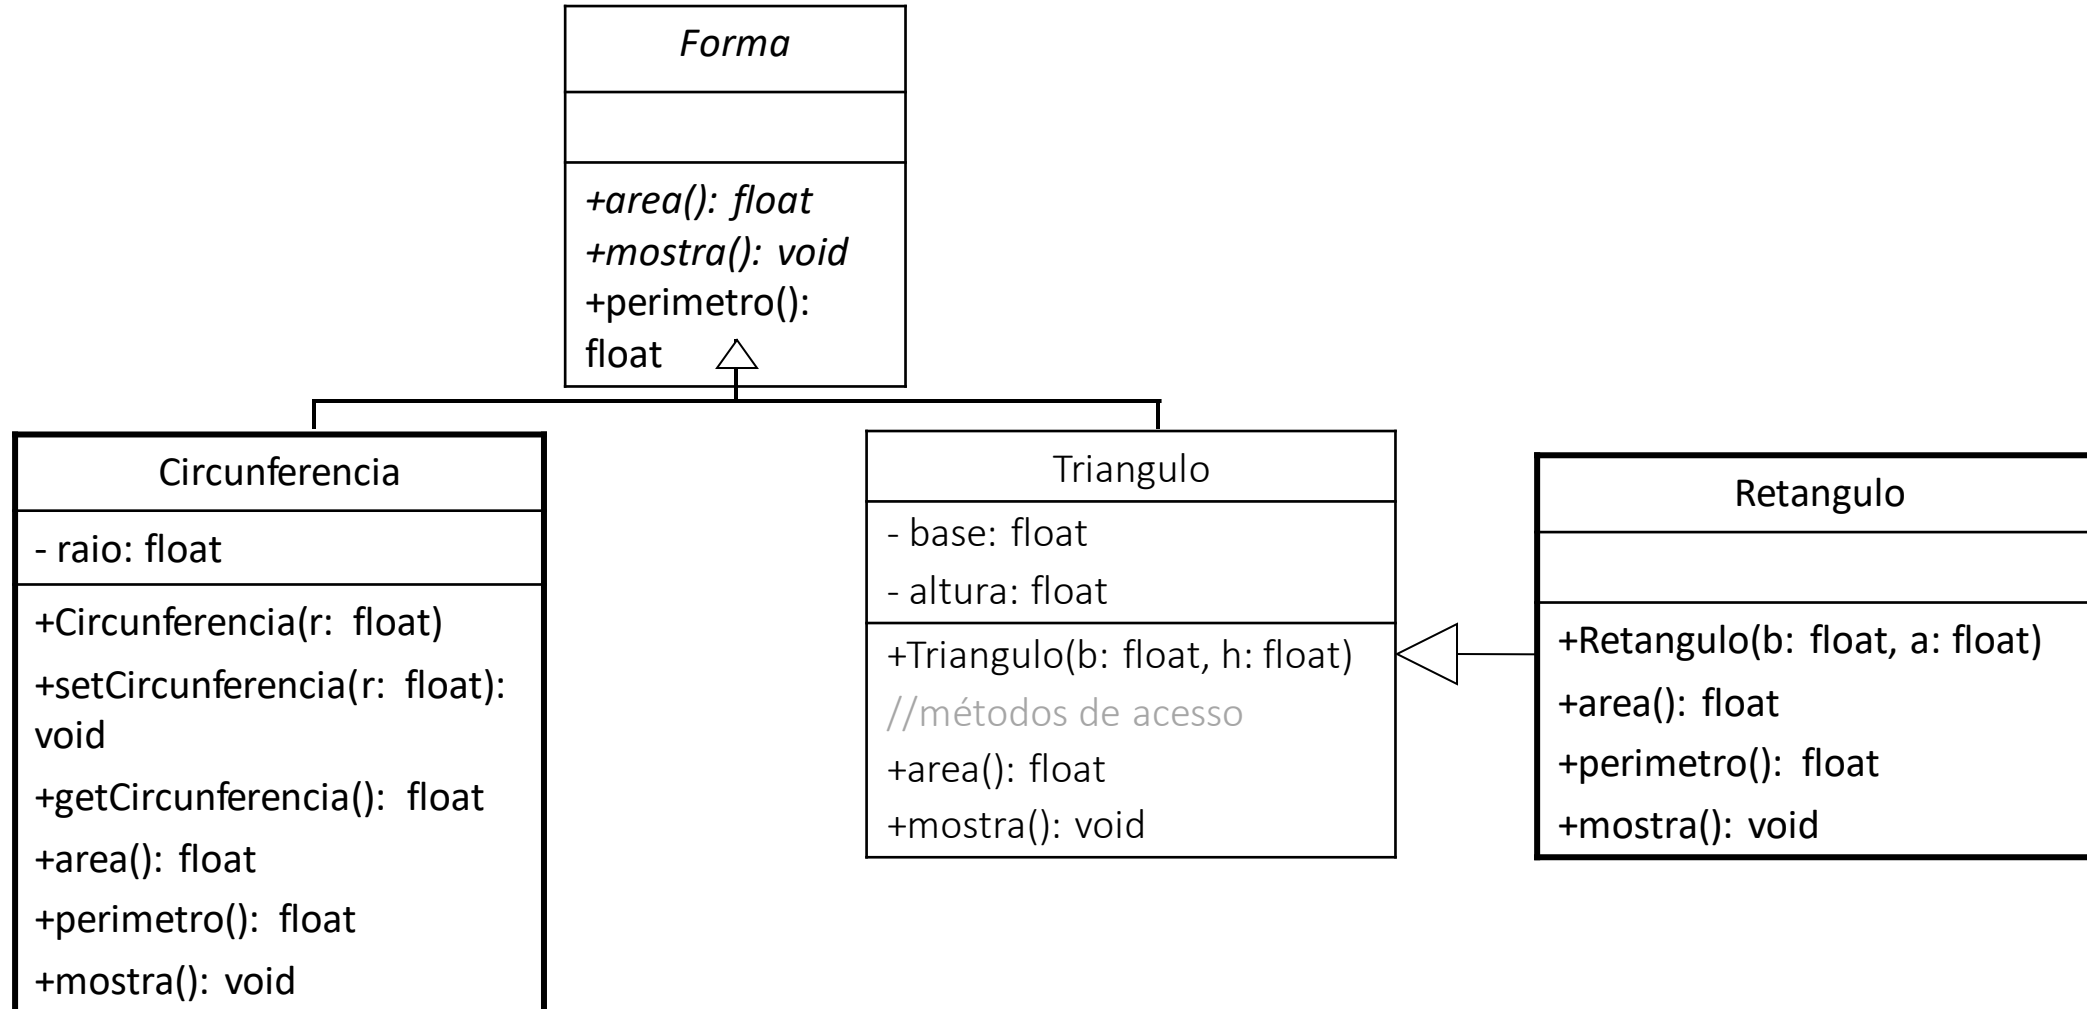 Forma
+area(): float
+mostra(): void
+perimetro():
float
Circunferencia
- raio: float
+Circunferencia(r: float)
+setCircunferencia(r: float):
void
+getCircunferencia(): float
+area(): float
+perimetro(): float
+mostra(): void
Triangulo
- base: float
- altura: float
+Triangulo(b: float, h: float)
//métodos de acesso
+area(): float
+mostra(): void
Retangulo
+Retangulo(b: float, a: float)
+area(): float
+perimetro(): float
+mostra(): void